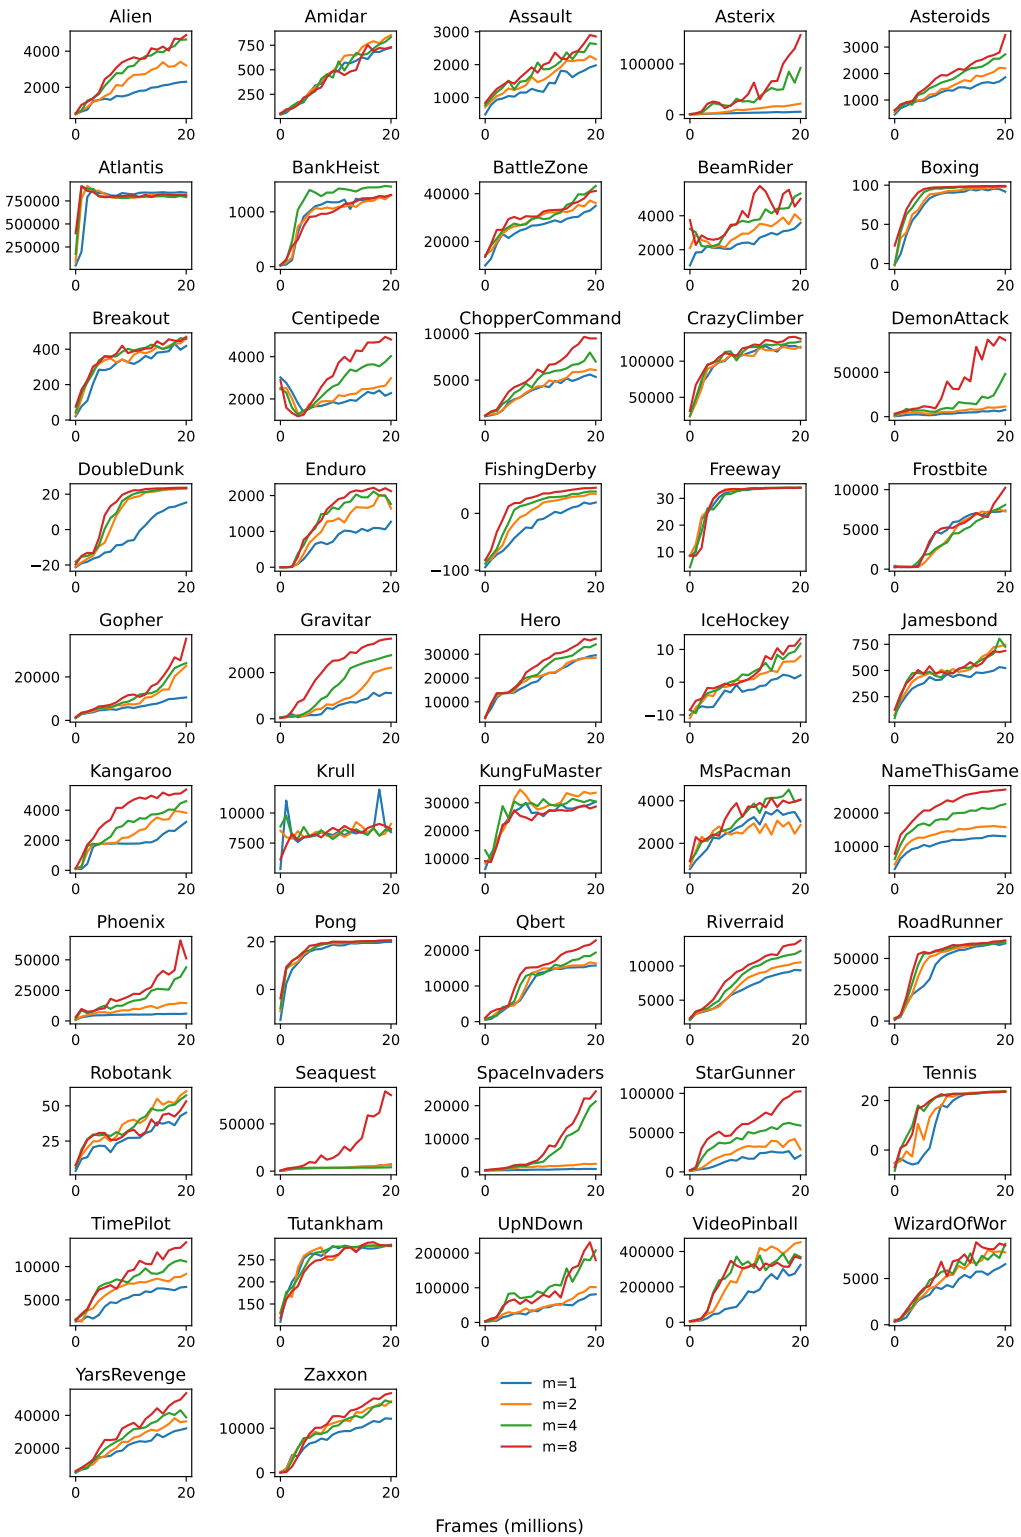 Alien Amidar Assault Asterix Asteroids
4000 2000 0 20
750 500 250 0 20
3000 2000 1000 0 20
100000 0 0 20
3000 2000 1000 0 20
Atlantis BankHeist BattleZone BeamRider Boxing
750000 500000 250000 0 20
1000 0 0 20
40000 20000 0 20
4000 2000 0 20
100 50 0 0 20
Breakout Centipede ChopperCommand CrazyClimber DemonAttack
400 200 0 0 20
4000 2000 0 20
10000 5000 0 20
100000 50000 0 20
50000 0 0 20
DoubleDunk Enduro FishingDerby Freeway Frostbite
20 0 −20 0 20
2000 1000 0 0 20
0 −100 0 20
30 20 10 0 20
10000 5000 0 0 20
Gopher Gravitar Hero IceHockey Jamesbond
20000 0 0 20
2000 0 0 20
30000 20000 10000 0 20
10 0 −10 0 20
750 500 250 0 20
Kangaroo Krull KungFuMaster MsPacman NameThisGame
4000 2000 0 0 20
10000 7500 0 20
30000 20000 10000 0 20
4000 2000 0 20
20000 10000 0 20
Phoenix Pong Qbert Riverraid RoadRunner
50000 25000 0 0 20
20 0 0 20
20000 10000 0 0 20
10000 5000 0 20
50000 25000 0 0 20
Robotank Seaquest SpaceInvaders StarGunner Tennis
50 25 0 20
50000 0 0 20
20000 10000 0 0 20
100000 50000 0 0 20
20 0 0 20
TimePilot Tutankham UpNDown VideoPinball WizardOfWor
10000 5000 0 20
250 200 150 0 20
200000 100000 0 0 20
400000 200000 0 0 20
5000 0 0 20
YarsRevenge Zaxxon
40000 20000 0 20
10000 0 0 20
m=1
m=2
m=4
m=8
Frames (millions)